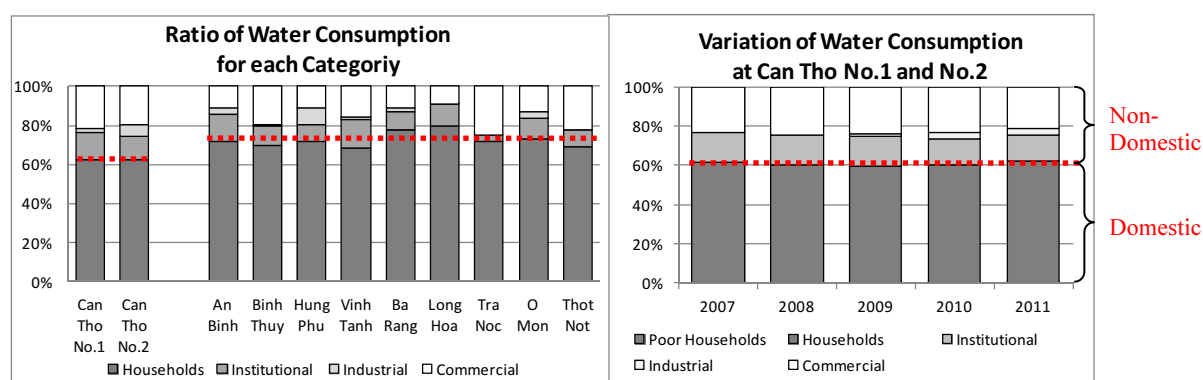 Ratio of Water Consumption
for each Categoriy
100%
80%
60%
40%
20%
0%
Can Tho No.1
Can Tho No.2
An Binh
Binh Thuy
Hung Phu
Vinh Tanh
Ba Rang
Long Hoa
Tra Noc
O Mon
Thot Not
Households Institutional Industrial Commercial
Variation of Water Consumption
at Can Tho No.1 and No.2
100%
80%
60%
40%
20%
0%
2007 2008 2009 2010 2011
Poor Households Households Institutional
Industrial Commercial
Non-
Domestic
Domestic